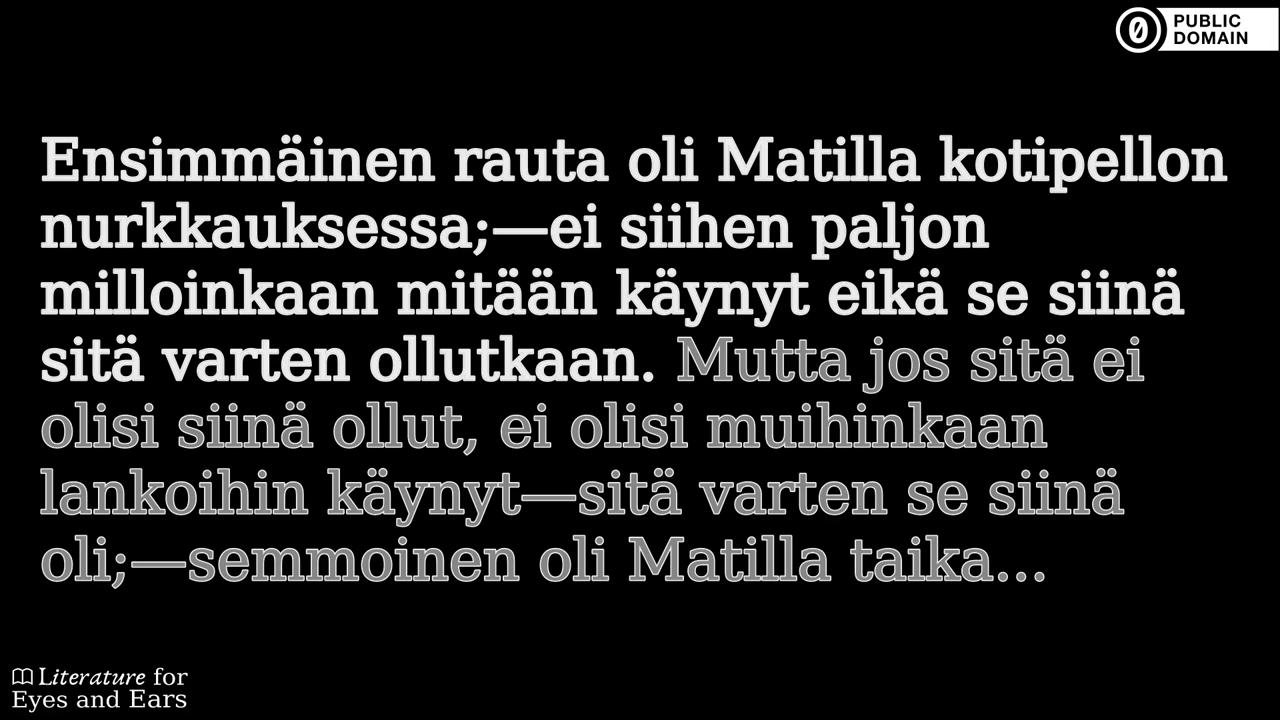 PUBLIC
DOMAIN
Ensimmäinen rauta oli Matilla kotipellon
nurkkauksessa;—ei siihen paljon
milloinkaan mitään käynyt eikä se siinä
sitä varten ollutkaan. Mutta jos sitä ei
olisi siinä ollut, ei olisi muihinkaan
lankoihin käynyt—sitä varten se siinä
oli;—semmoinen oli Matilla taika...
Literature for
Eyes and Ears